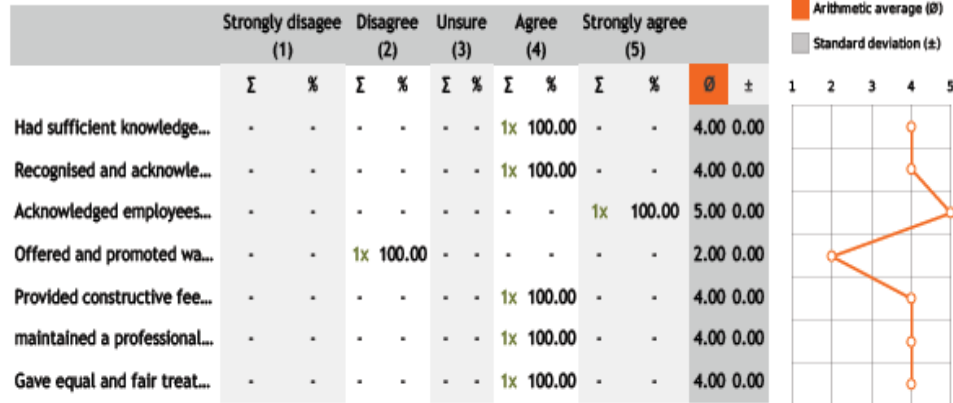 Arithmetic average (Ø)
Standard deviation (±)
Strongly disagree Disagree Unsure Agree Strongly agree
(1) (2) (3) (4) (5)
Σ % Σ % Σ % Σ % Σ % Ø ± 1 2 3 4 5
Had sufficient knowledge... - - - - - - 1x 100.00 - - 4.00 0.00
Recognised and acknowle... - - - - - - 1x 100.00 - - 4.00 0.00
Acknowledged employees... - - - - - - - - 1x 100.00 5.00 0.00
Offered and promoted wa... - - 1x 100.00 - - - - - - 2.00 0.00
Provided constructive fee... - - - - - - 1x 100.00 - - 4.00 0.00
maintained a professional... - - - - - - 1x 100.00 - - 4.00 0.00
Gave equal and fair treat... - - - - - - 1x 100.00 - - 4.00 0.00